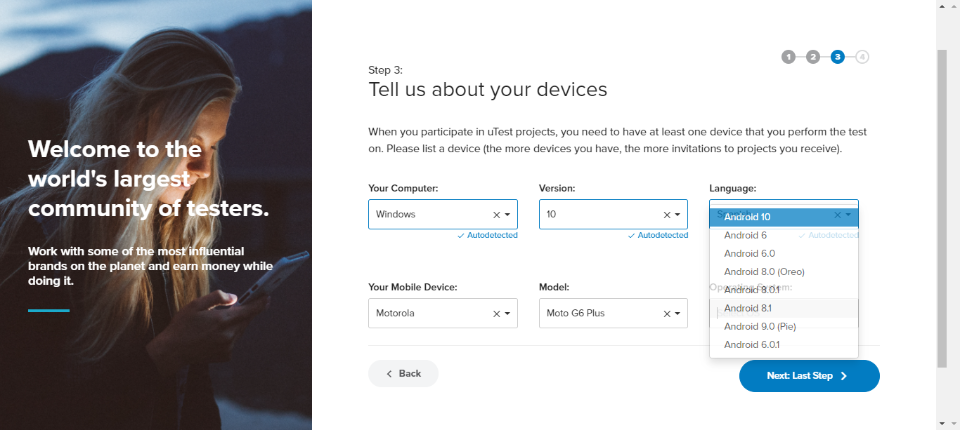 1 2 3 4
Step 3:
Tell us about your devices
When you participate in uTest projects, you need to have at least one device that you perform the test
on. Please list a device (the more devices you have, the more invitations to projects you receive).
Welcome to the
world's largest
community of testers.
Work with some of the most influential
brands on the planet and earn money while
doing it.
Your Computer: Version: Language:
Windows 10
Autodetected Autodetected Autodetected
Android 10
Android 6
Android 6.0
Android 8.0 (Oreo)
Android 8.0.1
Android 8.1
Android 9.0 (Pie)
Android 6.0.1
Your Mobile Device: Model: Operating System:
Motorola Moto G6 Plus
Back Next: Last Step